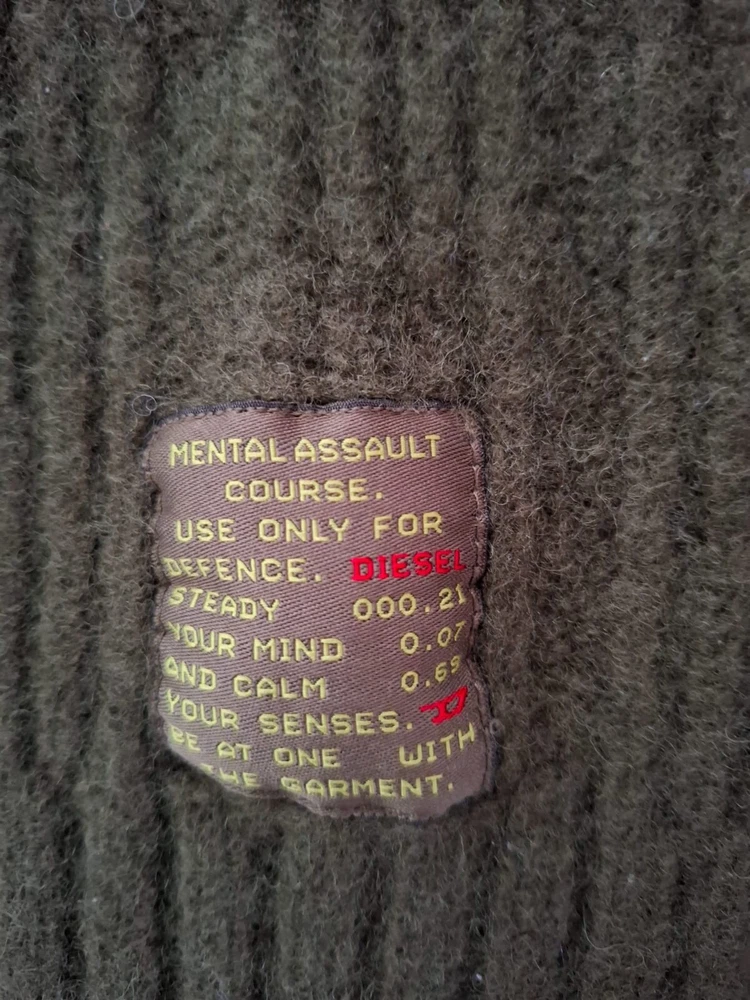 MENTAL ASSAULT
COURSE.
USE ONLY FOR
DEFENCE. DIESEL
STEADY 000.21
YOUR MIND 0.07
AND CALM 0.69
YOUR SENSES. D
BE AT ONE WITH
THE GARMENT.